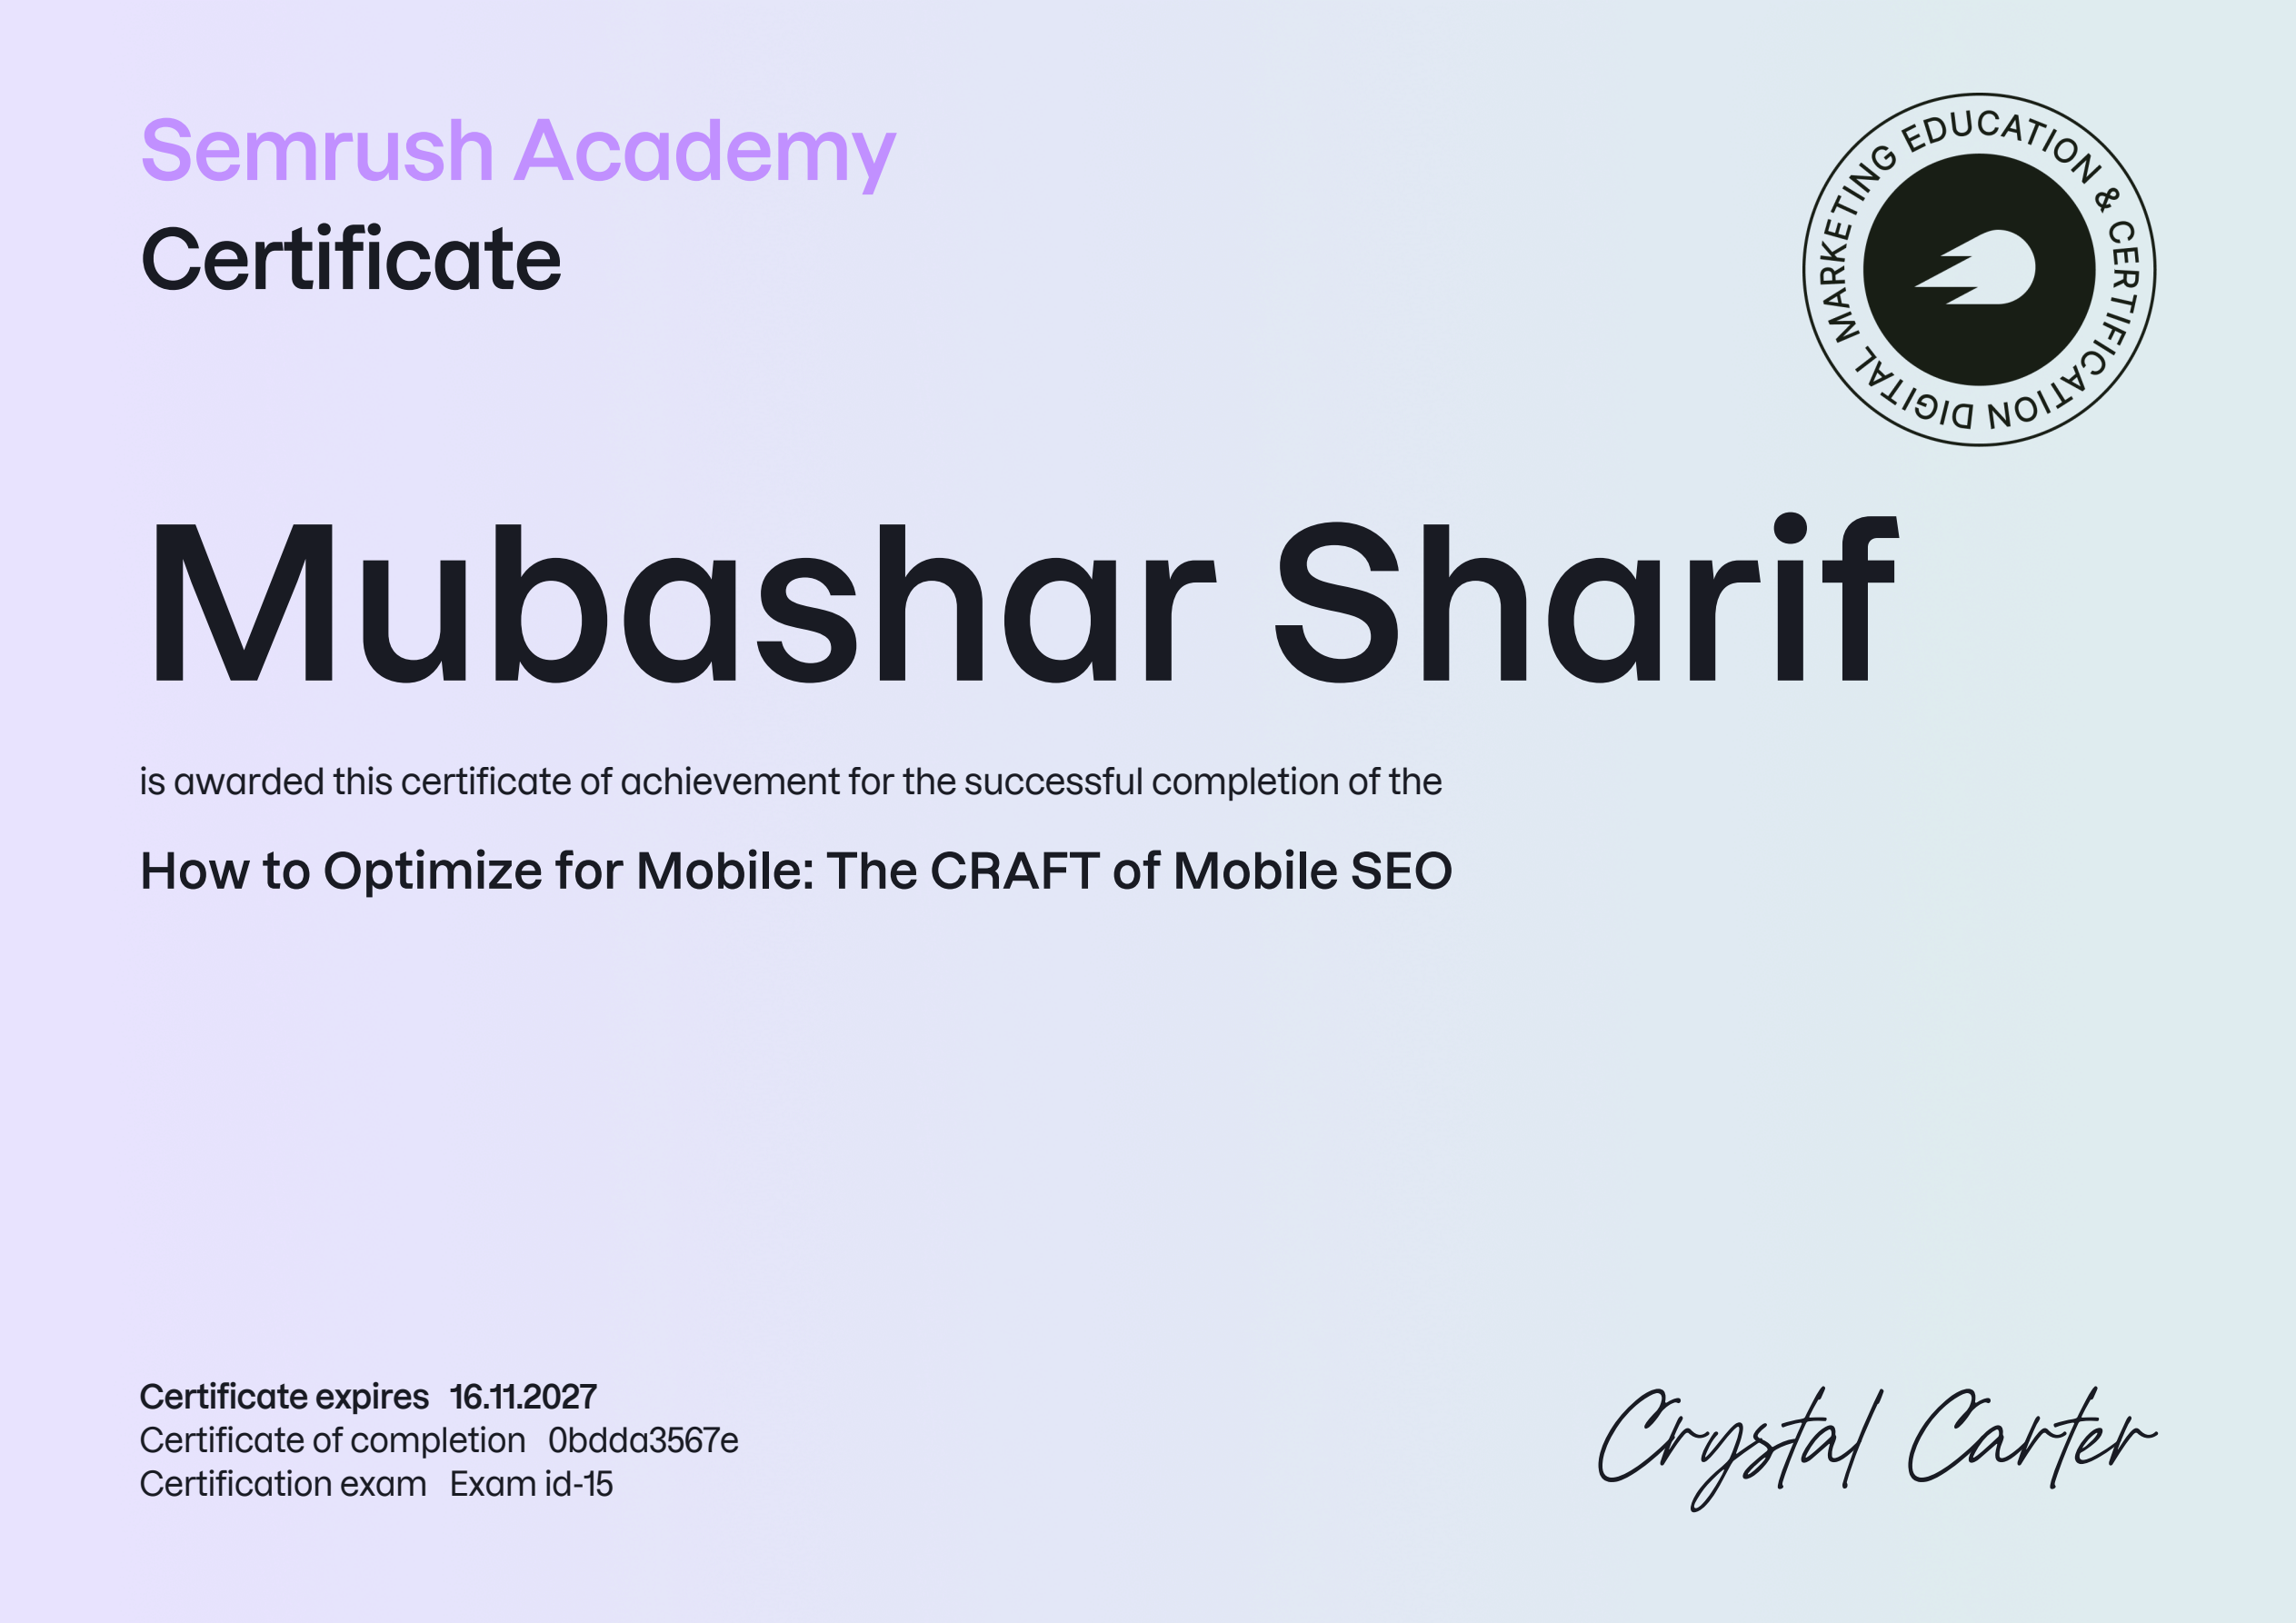 Semrush Academy
Certificate
DIGITAL MARKETING EDUCATION & CERTIFICATION
Mubashar Sharif
is awarded this certificate of achievement for the successful completion of the
How to Optimize for Mobile: The CRAFT of Mobile SEO
Certificate expires 16.11.2027
Certificate of completion 0bdda3567e
Certification exam Exam id-15
Crystal Carter